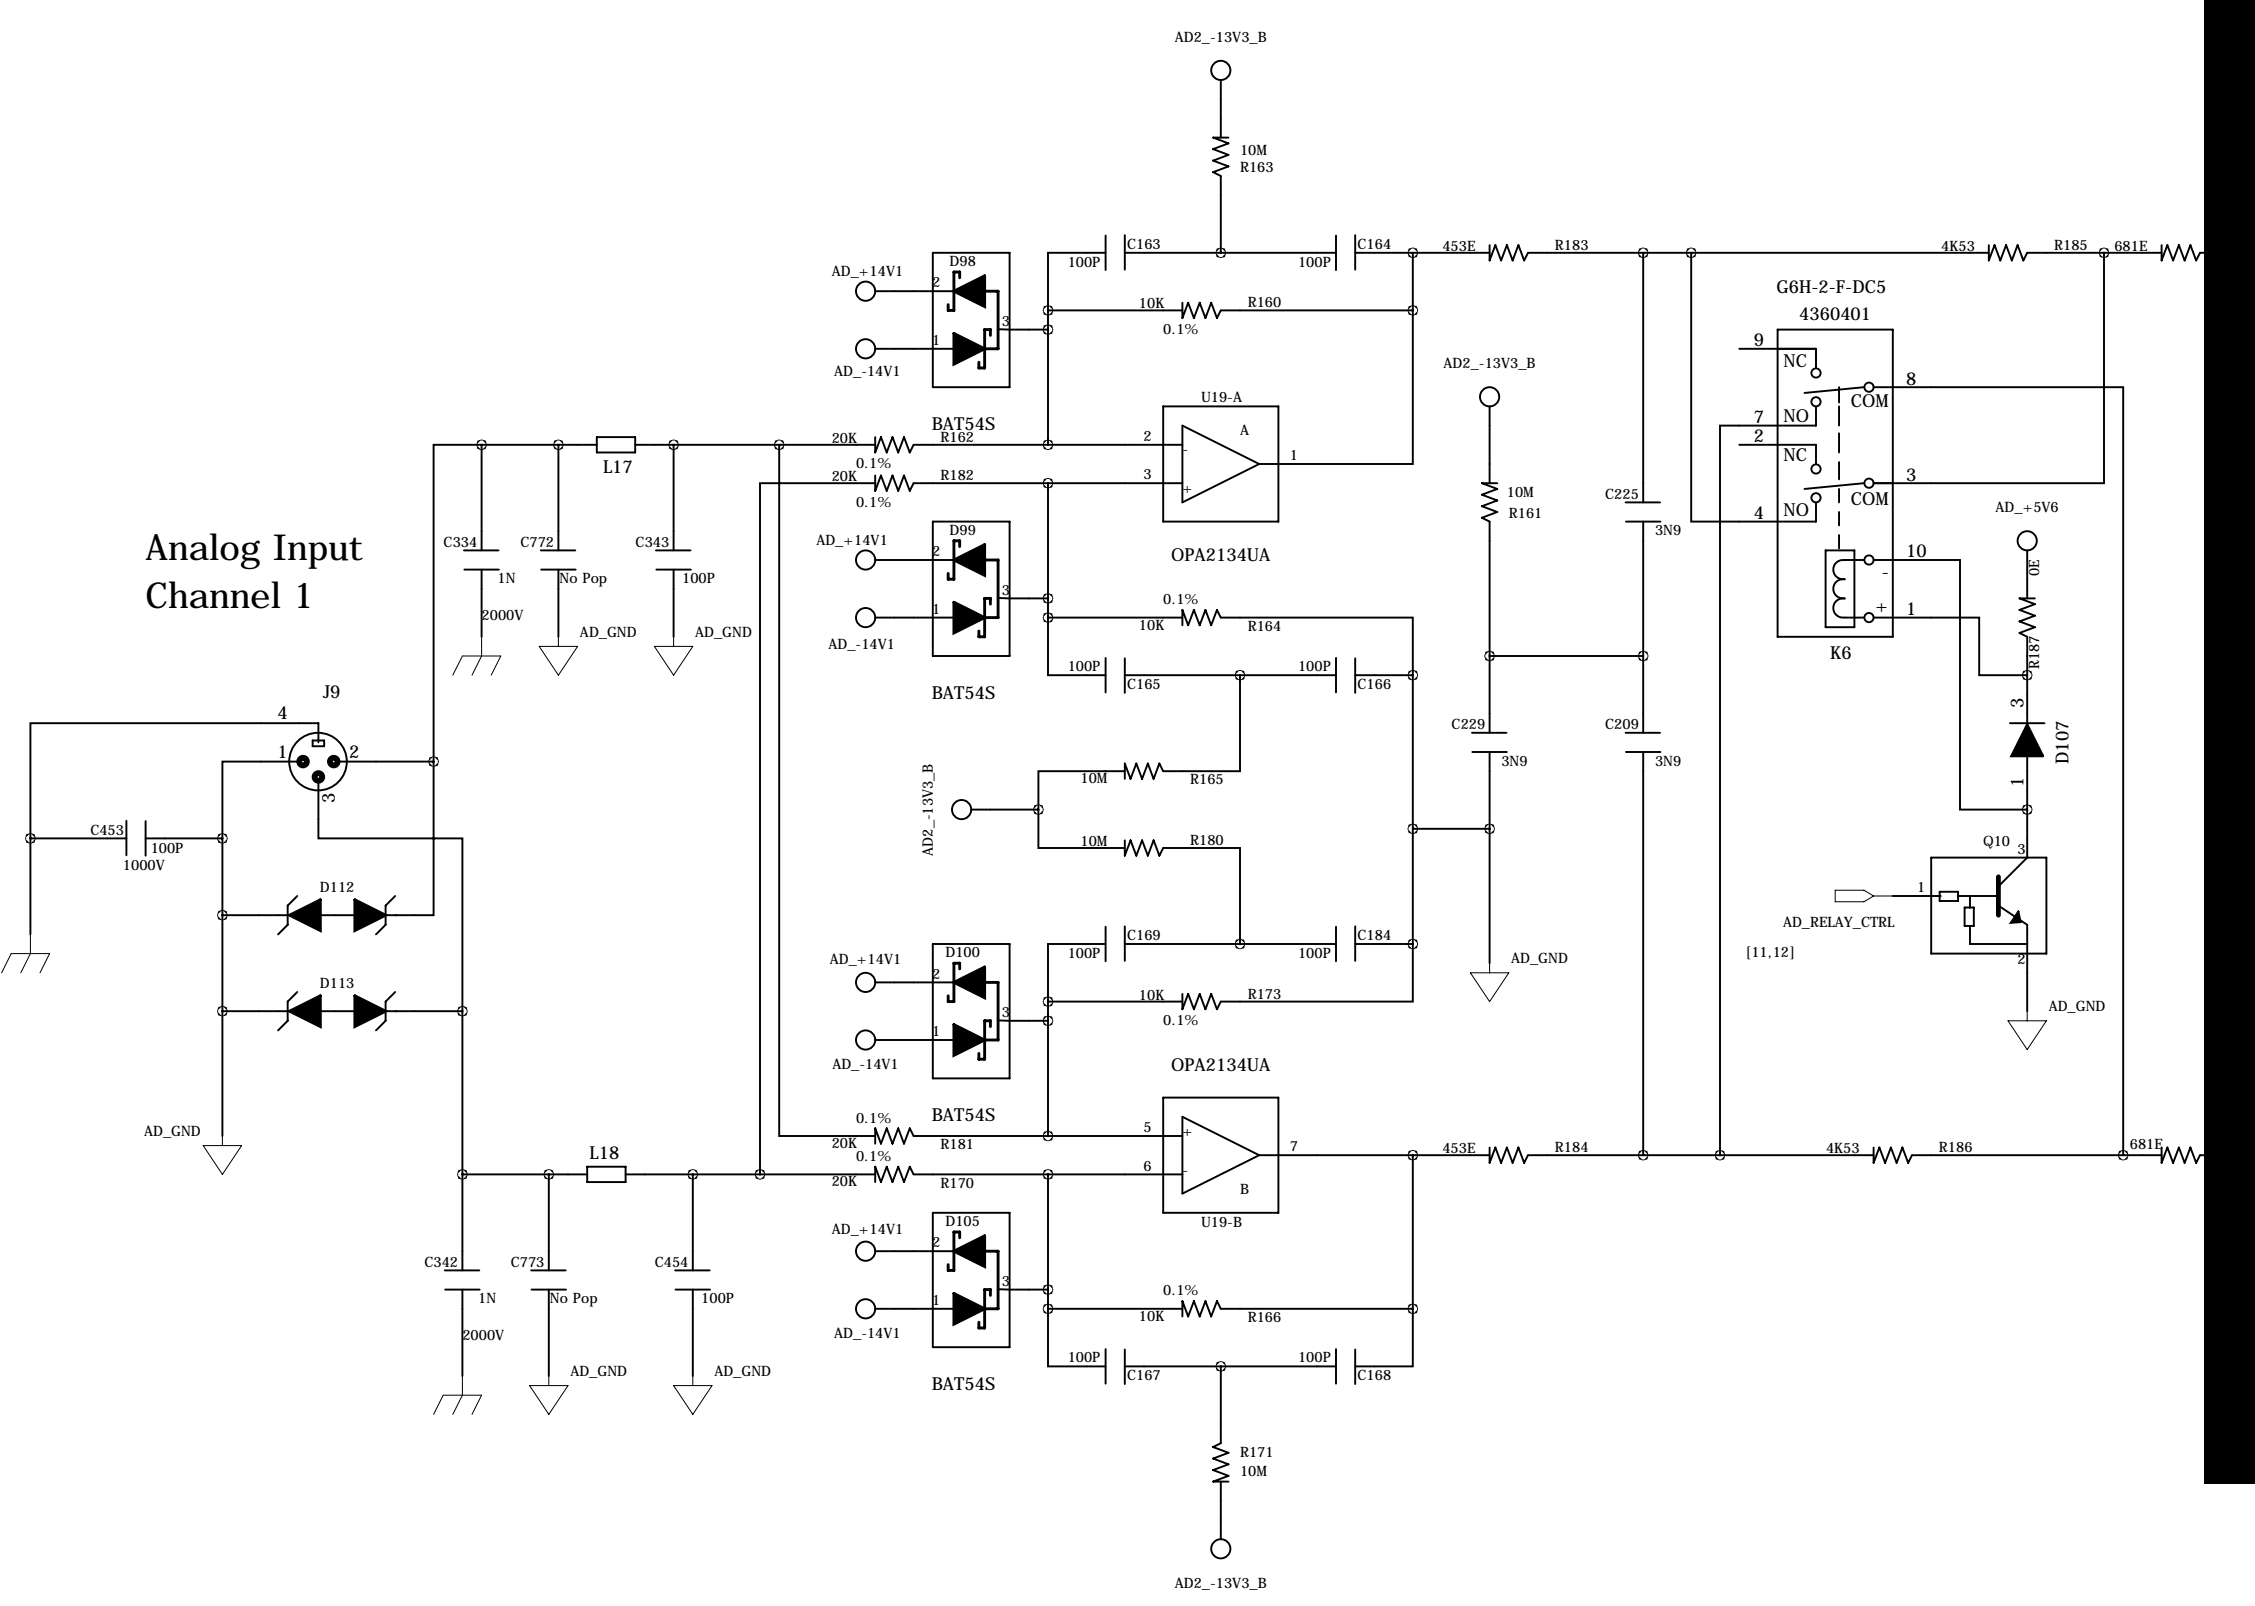 AD2_-13V3_B
10M
R163
D98
AD_+14V1
2
3
1
AD_-14V1
BAT54S
C163
100P
C164
100P
10K
R160
0.1%
453E
R183
4K53
R185
681E
G6H-2-F-DC5
4360401
9
NC
8
COM
7
NO
2
NC
3
COM
4
NO
10
-
+
1
K6
AD2_-13V3_B
10M
R161
U19-A
A
2
-
3
+
1
OPA2134UA
20K
R162
0.1%
20K
R182
0.1%
L17
C334
1N
2000V
C772
No Pop
AD_GND
C343
100P
AD_GND
Analog Input
Channel 1
D99
AD_+14V1
2
3
1
AD_-14V1
BAT54S
0.1%
10K
R164
100P
C165
100P
C166
C225
3N9
AD_+5V6
0E
R187
3
D107
1
C229
3N9
C209
3N9
J9
4
1
2
3
C453
100P
1000V
D112
D113
AD_GND
AD2_-13V3_B
10M
R165
10M
R180
Q10
3
1
2
AD_RELAY_CTRL
[11,12]
AD_GND
AD_GND
D100
AD_+14V1
2
3
1
AD_-14V1
BAT54S
C169
100P
C184
100P
10K
R173
0.1%
OPA2134UA
0.1%
20K
R181
0.1%
20K
R170
5
+
6
-
7
B
U19-B
453E
R184
4K53
R186
681E
L18
C342
1N
2000V
C773
No Pop
AD_GND
C454
100P
AD_GND
D105
AD_+14V1
2
3
1
AD_-14V1
BAT54S
0.1%
10K
R166
100P
C167
100P
C168
R171
10M
AD2_-13V3_B